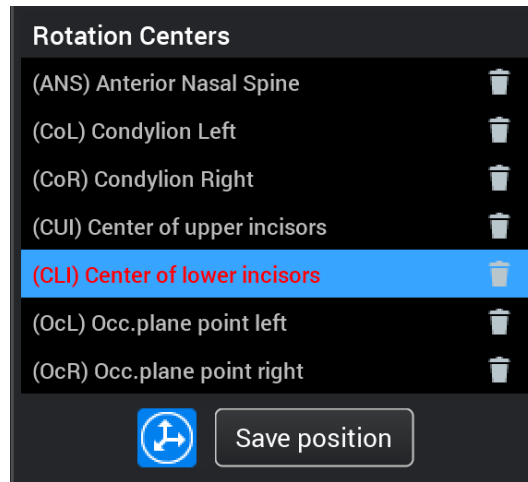 Rotation Centers
(ANS) Anterior Nasal Spine
(CoL) Condylion Left
(CoR) Condylion Right
(CUI) Center of upper incisors
(CLI) Center of lower incisors
(OcL) Occ.plane point left
(OcR) Occ.plane point right
Save position